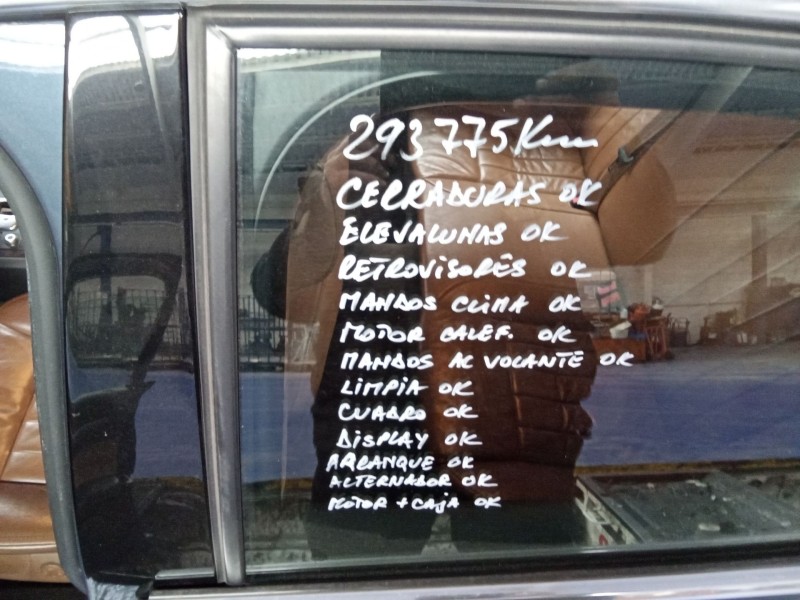 293775Km
CERRADURAS OK
ELEVALUNAS OK
RETROVISORES OK
MANDOS CLIMA OK
MOTOR CALEF. OK
MANDOS AL VOLANTE OK
LIMPIA OK
CUADRO OK
DISPLAY OK
ARRANQUE OK
ALTERNADOR OK
MOTOR + CAJA OK